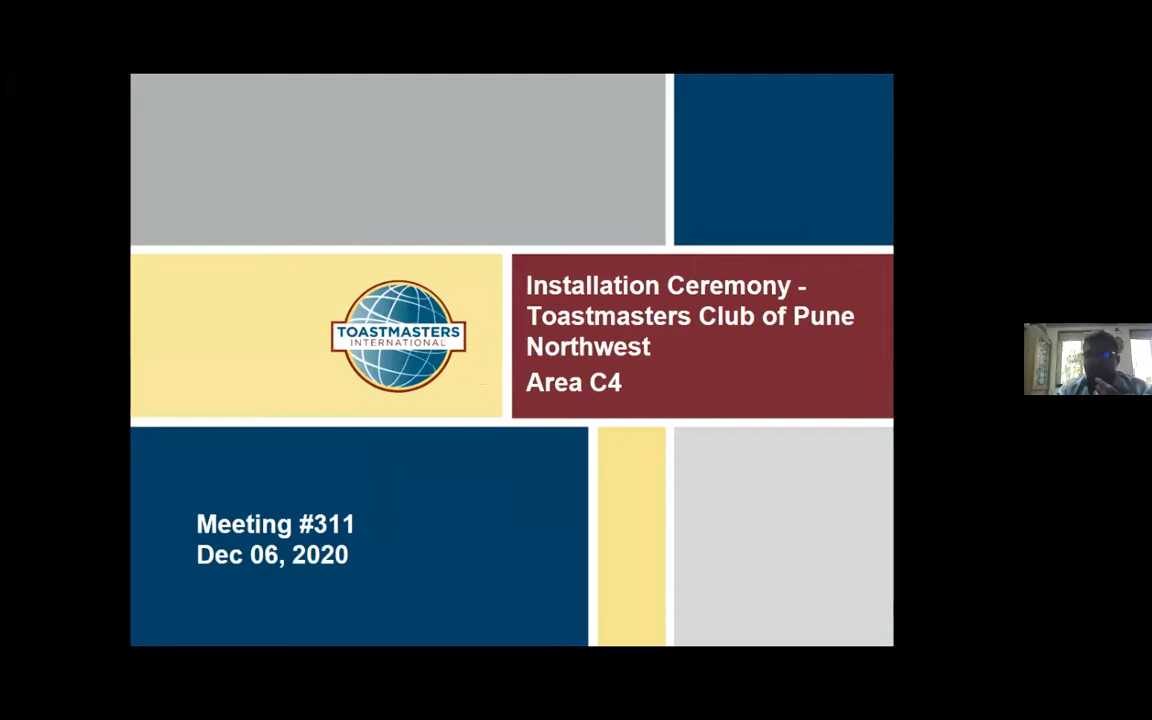 TOASTMASTERS
INTERNATIONAL
Installation Ceremony -
Toastmasters Club of Pune
Northwest
Area C4
Meeting #311
Dec 06, 2020